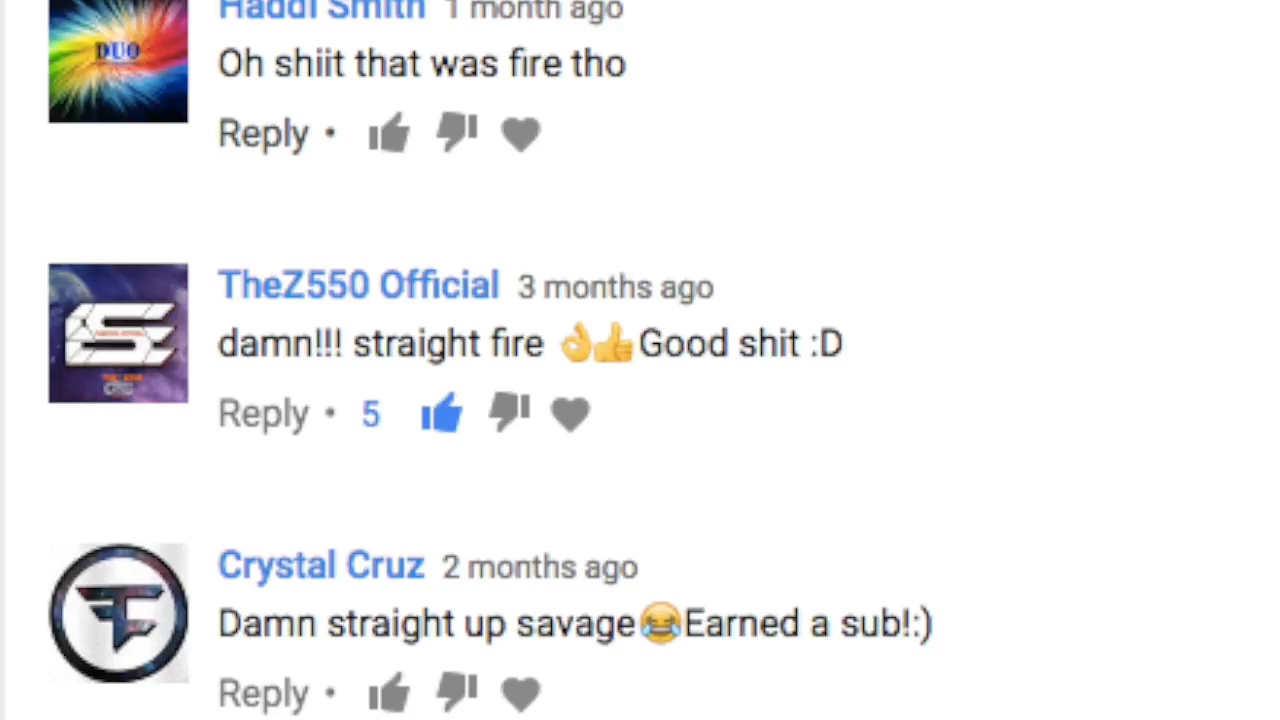 Haddi Smith 1 month ago
DUO
Oh shiit that was fire tho
Reply •
TheZ550 Official 3 months ago
damn!!! straight fire 👌👍Good shit :D
Reply • 5
Crystal Cruz 2 months ago
Damn straight up savage😂Earned a sub!:)
Reply •